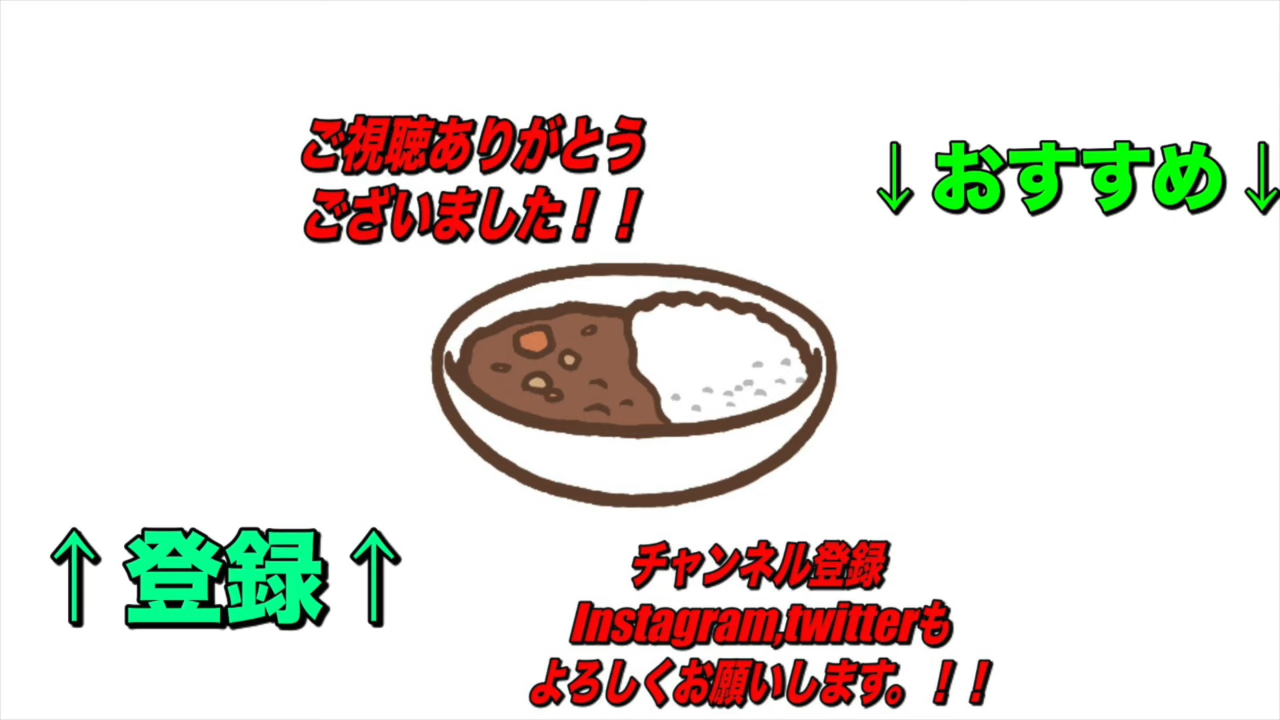 ご視聴ありがとう
ございました！！
↓おすすめ↓
↑登録↑
チャンネル登録
Instagram,twitterも
よろしくお願いします。！！